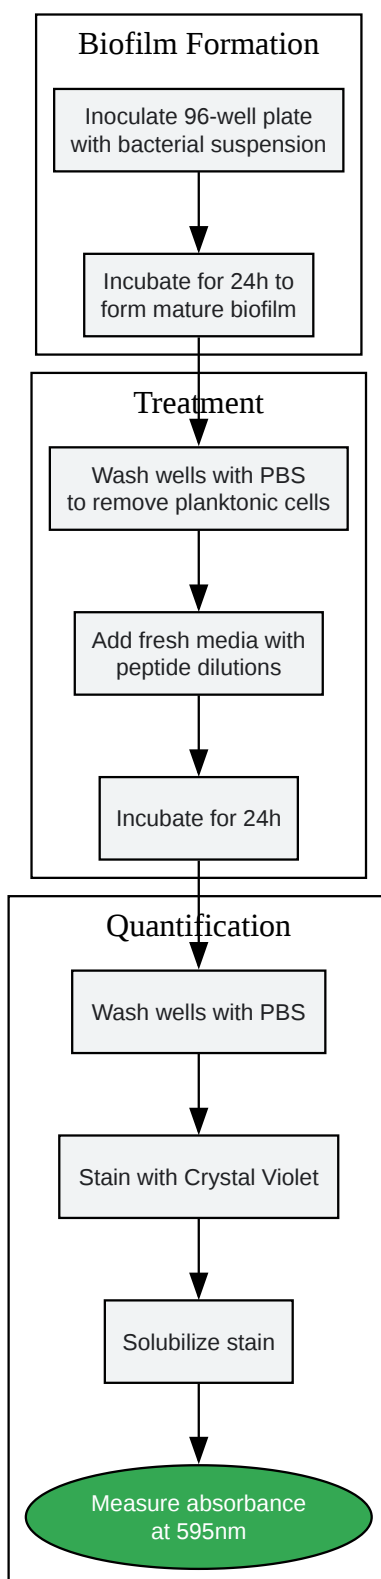 Biofilm Formation
Inoculate 96-well plate
with bacterial suspension
Incubate for 24h to
form mature biofilm
Treatment
Wash wells with PBS
to remove planktonic cells
Add fresh media with
peptide dilutions
Incubate for 24h
Quantification
Wash wells with PBS
Stain with Crystal Violet
Solubilize stain
Measure absorbance
at 595nm